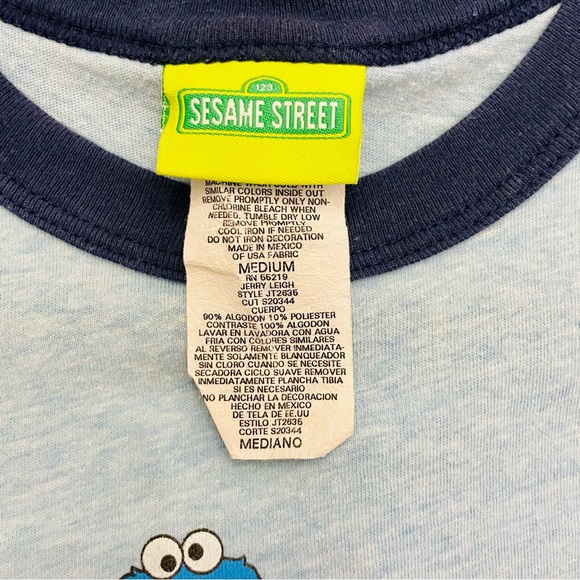 123
SESAME STREET
MACHINE WASH COLD WITH
SIMILAR COLORS INSIDE OUT
REMOVE PROMPTLY ONLY NON-
CHLORINE BLEACH WHEN
NEEDED. TUMBLE DRY LOW
REMOVE PROMPTLY
COOL IRON IF NEEDED
DO NOT IRON DECORATION
MADE IN MEXICO
OF USA FABRIC
MEDIUM
RN 55219
JERRY LEIGH
STYLE JT2635
CUT S20344
CUERPO
90% ALGODON 10% POLIESTER
CONTRASTE 100% ALGODON
LAVAR EN LAVADORA CON AGUA
FRIA CON COLORES SIMILARES
AL REVERSO REMOVER INMEDIATA-
MENTE SOLAMENTE BLANQUEADOR
SIN CLORO CUANDO SE NECESITE
SECADORA CICLO SUAVE REMOVER
INMEDIATAMENTE PLANCHA TIBIA
SI ES NECESARIO
NO PLANCHAR LA DECORACION
HECHO EN MEXICO
DE TELA DE EE.UU
ESTILO JT2635
CORTE S20344
MEDIANO